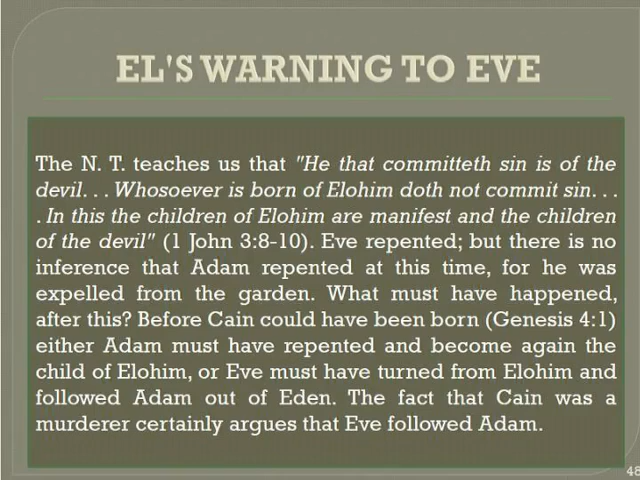 EL'S WARNING TO EVE
The N. T. teaches us that "He that committeth sin is of the
devil. . . Whosoever is born of Elohim doth not commit sin. . .
. In this the children of Elohim are manifest and the children
of the devil" (1 John 3:8-10). Eve repented; but there is no
inference that Adam repented at this time, for he was
expelled from the garden. What must have happened,
after this? Before Cain could have been born (Genesis 4:1)
either Adam must have repented and become again the
child of Elohim, or Eve must have turned from Elohim and
followed Adam out of Eden. The fact that Cain was a
murderer certainly argues that Eve followed Adam.
48